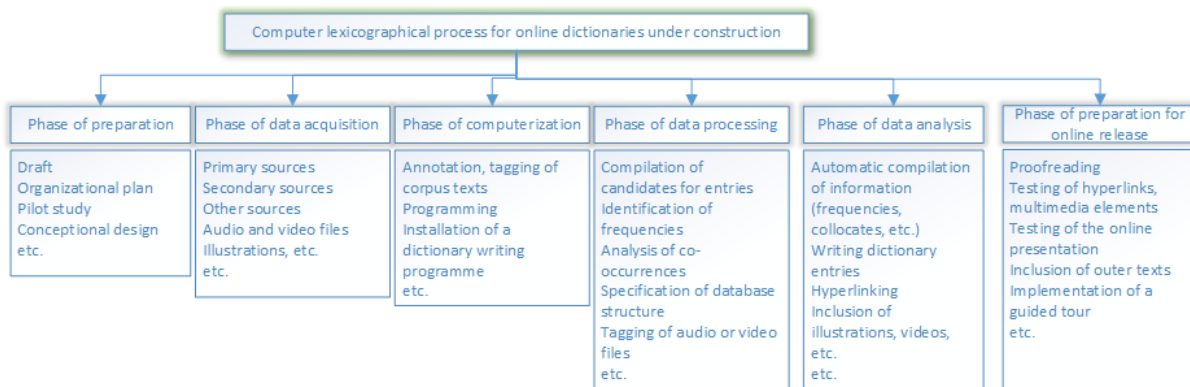 Computer lexicographical process for online dictionaries under construction
Phase of preparation
Draft
Organizational plan
Pilot study
Conceptional design
etc.
Phase of data acquisition
Primary sources
Secondary sources
Other sources
Audio and video files
Illustrations, etc.
etc.
Phase of computerization
Annotation, tagging of
corpus texts
Programming
Installation of a
dictionary writing
programme
etc.
Phase of data processing
Compilation of
candidates for entries
Identification of
frequencies
Analysis of co-
occurrences
Specification of database
structure
Tagging of audio or video
files
etc.
Phase of data analysis
Automatic compilation
of information
(frequencies,
collocates, etc.)
Writing dictionary
entries
Hyperlinking
Inclusion of
illustrations, videos,
etc.
etc.
Phase of preparation for
online release
Proofreading
Testing of hyperlinks,
multimedia elements
Testing of the online
presentation
Inclusion of outer texts
Implementation of a
guided tour
etc.